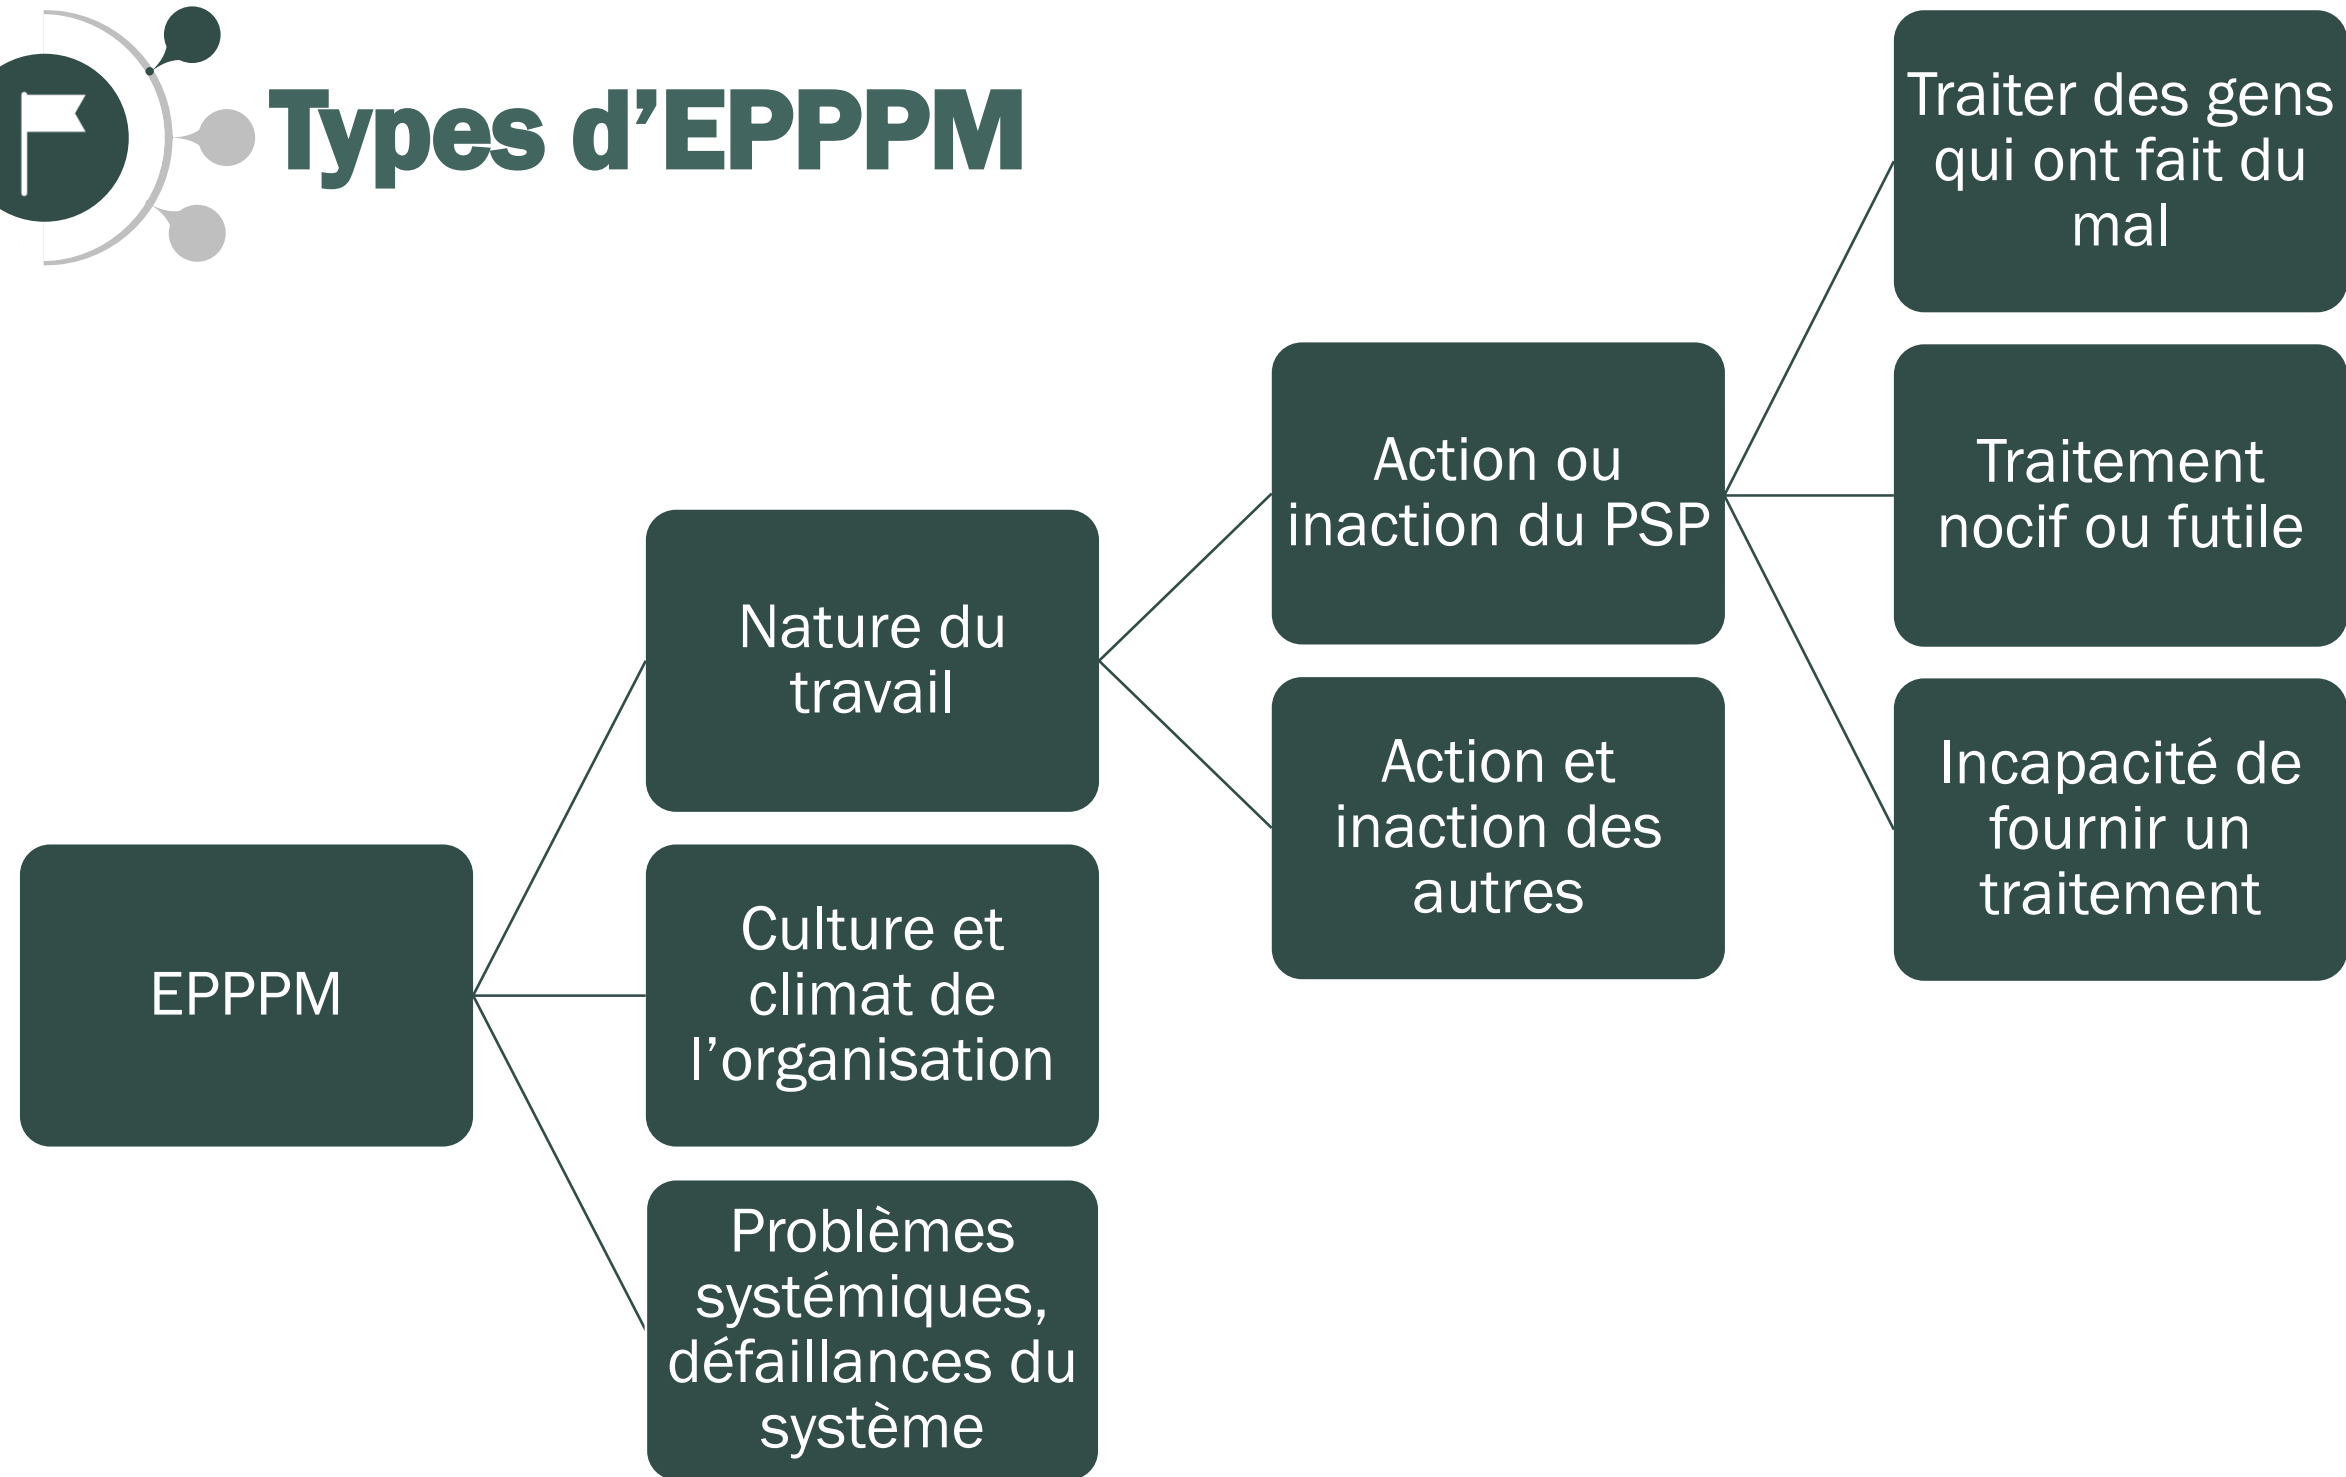 Types d’EPPPM
EPPPM
Nature du
travail
Culture et
climat de
l’organisation
Problèmes
systémiques,
défaillances du
système
Action ou
inaction du PSP
Action et
inaction des
autres
Traiter des gens
qui ont fait du
mal
Traitement
nocif ou futile
Incapacité de
fournir un
traitement